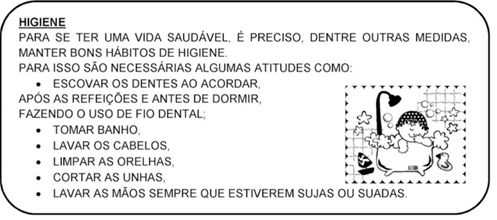 HIGIENE
PARA SE TER UMA VIDA SAUDÁVEL, É PRECISO, DENTRE OUTRAS MEDIDAS,
MANTER BONS HÁBITOS DE HIGIENE.
PARA ISSO SÃO NECESSÁRIAS ALGUMAS ATITUDES COMO:
• ESCOVAR OS DENTES AO ACORDAR,
APÓS AS REFEIÇÕES E ANTES DE DORMIR,
FAZENDO O USO DE FIO DENTAL;
• TOMAR BANHO,
• LAVAR OS CABELOS,
• LIMPAR AS ORELHAS,
• CORTAR AS UNHAS,
• LAVAR AS MÃOS SEMPRE QUE ESTIVEREM SUJAS OU SUADAS.